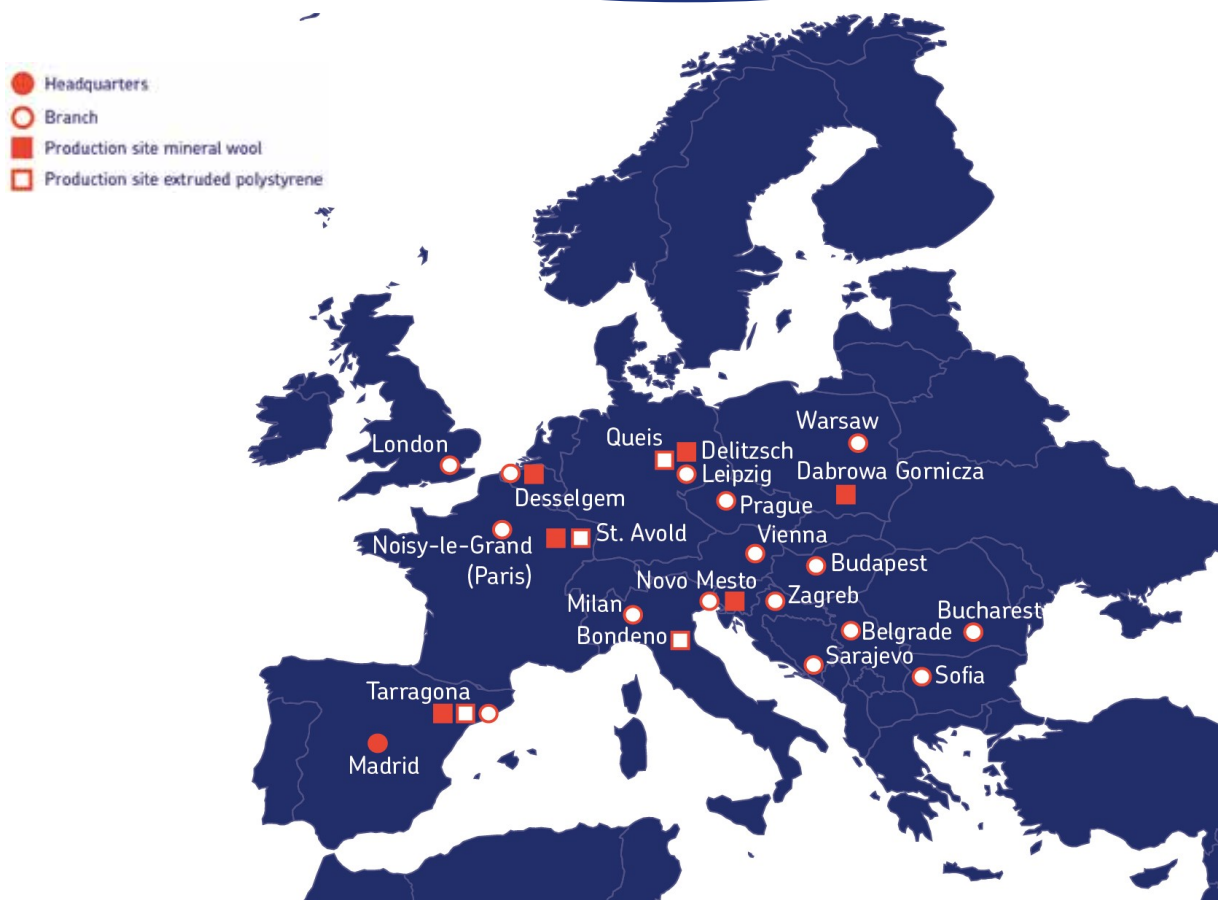 Headquarters
Branch
Production site mineral wool
Production site extruded polystyrene
Warsaw
London
Queis
Delitzsch
Leipzig
Dabrowa Gornicza
Desselgem
Prague
Noisy-le-Grand
(Paris)
St. Avold
Vienna
Budapest
Novo Mesto
Zagreb
Milan
Bucharest
Bondeno
Belgrade
Sarajevo
Sofia
Tarragona
Madrid